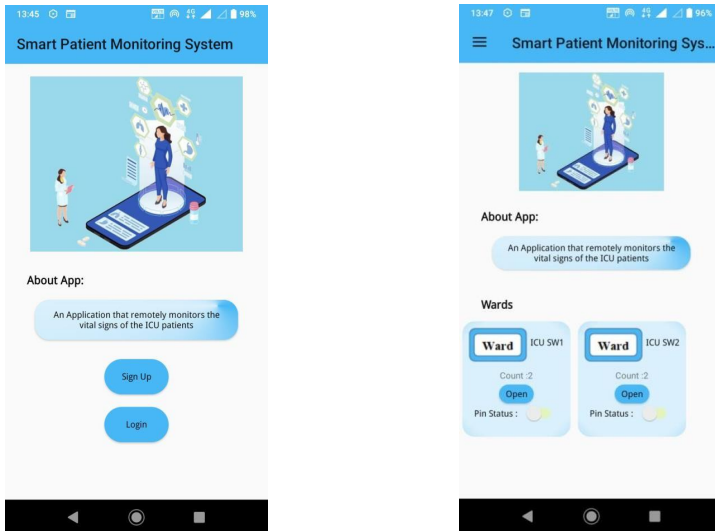 13:45
4G
98%
Smart Patient Monitoring System
About App:
An Application that remotely monitors the
vital signs of the ICU patients
Sign Up
Login
13:47
4G
96%
Smart Patient Monitoring Sys...
About App:
An Application that remotely monitors the
vital signs of the ICU patients
Wards
Ward ICU SW1
Count :2
Open
Pin Status :
Ward ICU SW2
Count :2
Open
Pin Status :